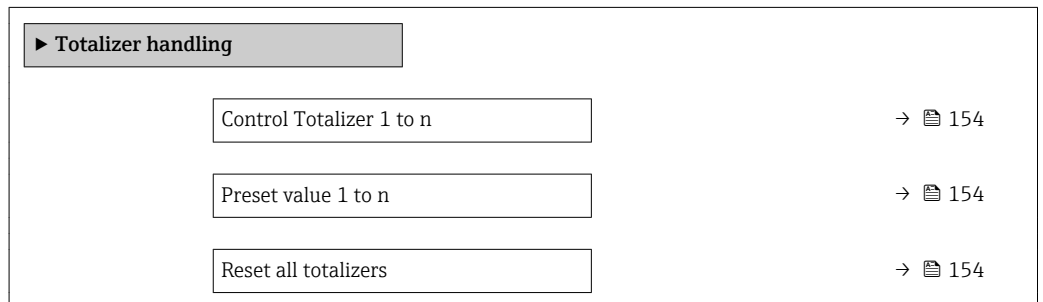 ▶ Totalizer handling
Control Totalizer 1 to n → 154
Preset value 1 to n → 154
Reset all totalizers → 154